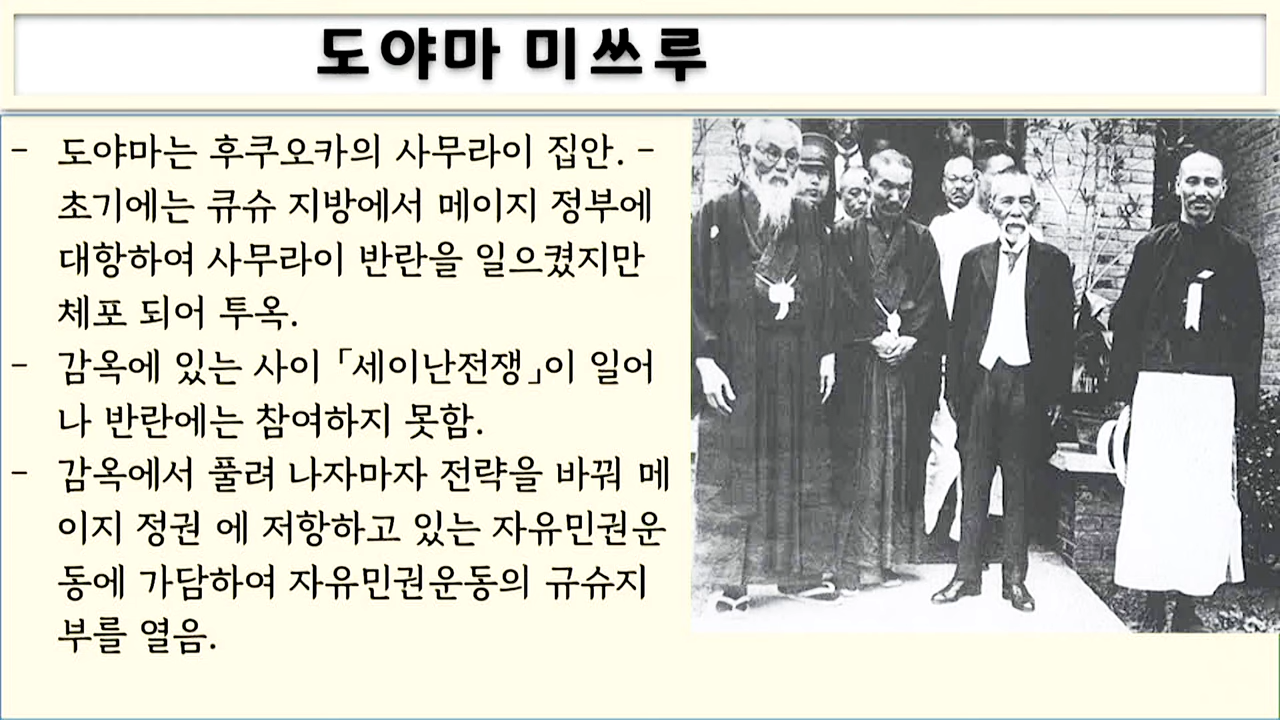 도야마 미쓰루
- 도야마는 후쿠오카의 사무라이 집안. -
초기에는 큐슈 지방에서 메이지 정부에
대항하여 사무라이 반란을 일으켰지만
체포 되어 투옥.
- 감옥에 있는 사이 「세이난전쟁」이 일어
나 반란에는 참여하지 못함.
- 감옥에서 풀려 나자마자 전략을 바꿔 메
이지 정권 에 저항하고 있는 자유민권운
동에 가담하여 자유민권운동의 규슈지
부를 열음.